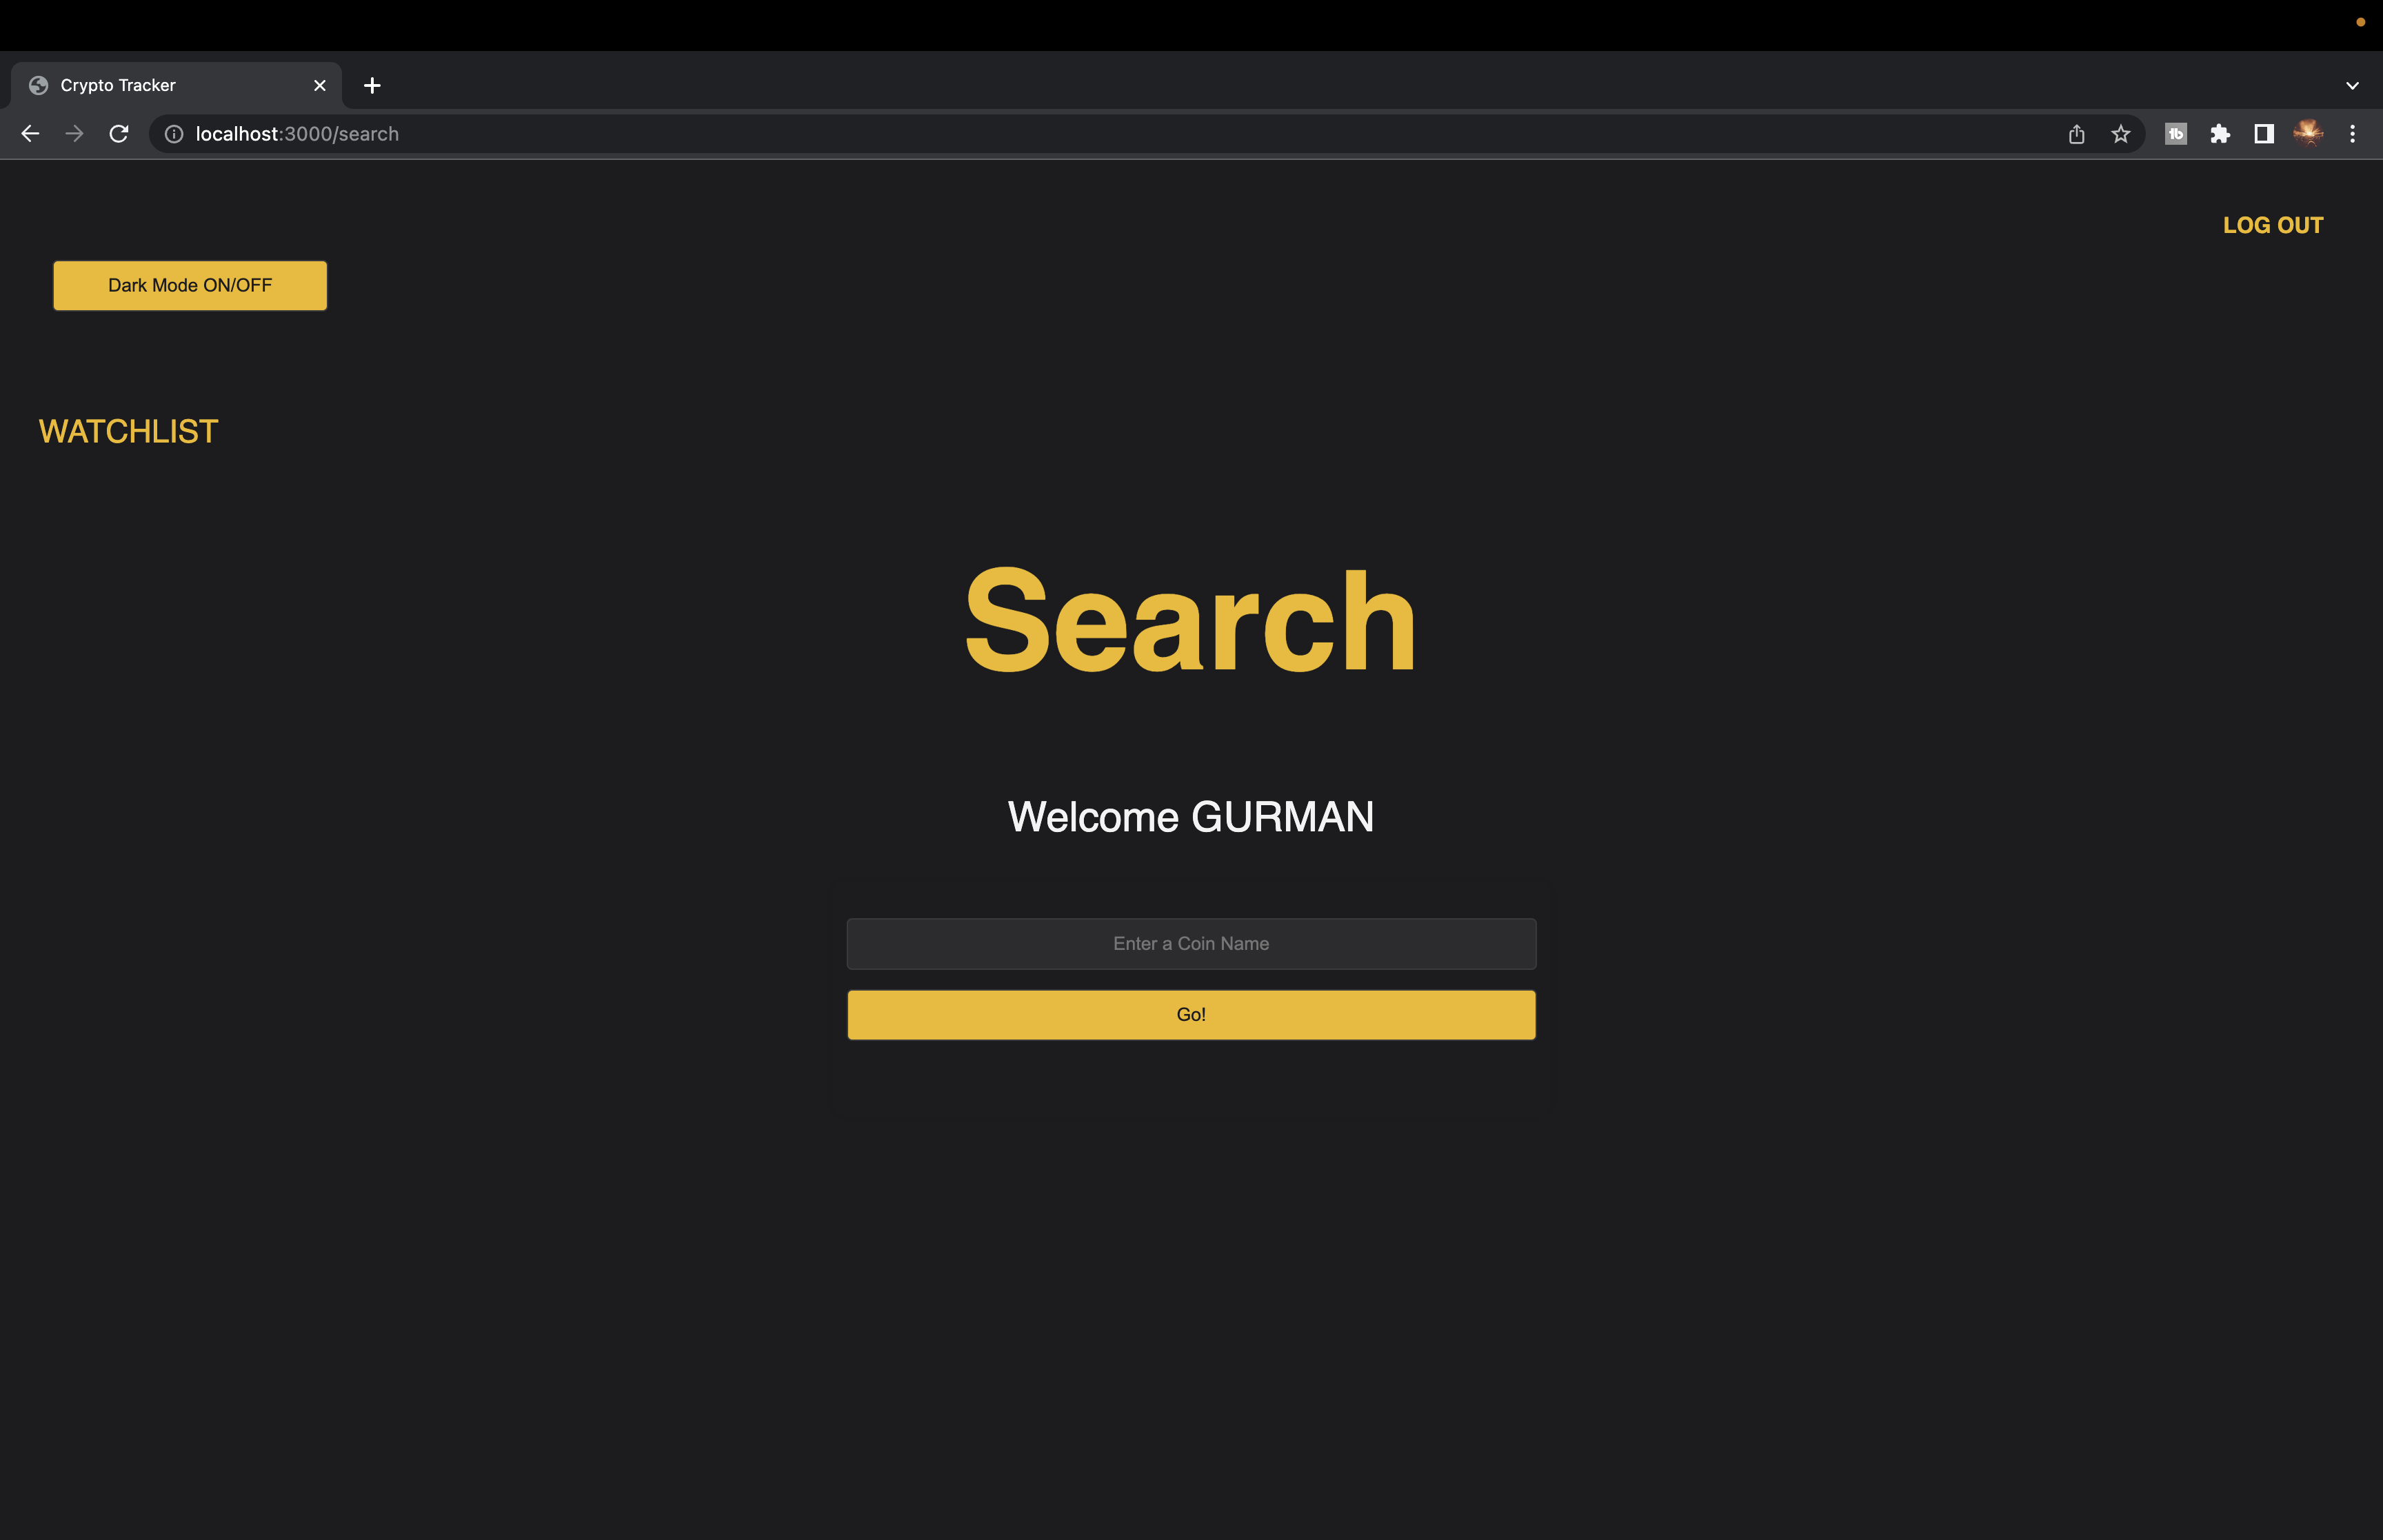 Crypto Tracker
localhost:3000/search
LOG OUT
Dark Mode ON/OFF
WATCHLIST
Search
Welcome GURMAN
Enter a Coin Name
Go!